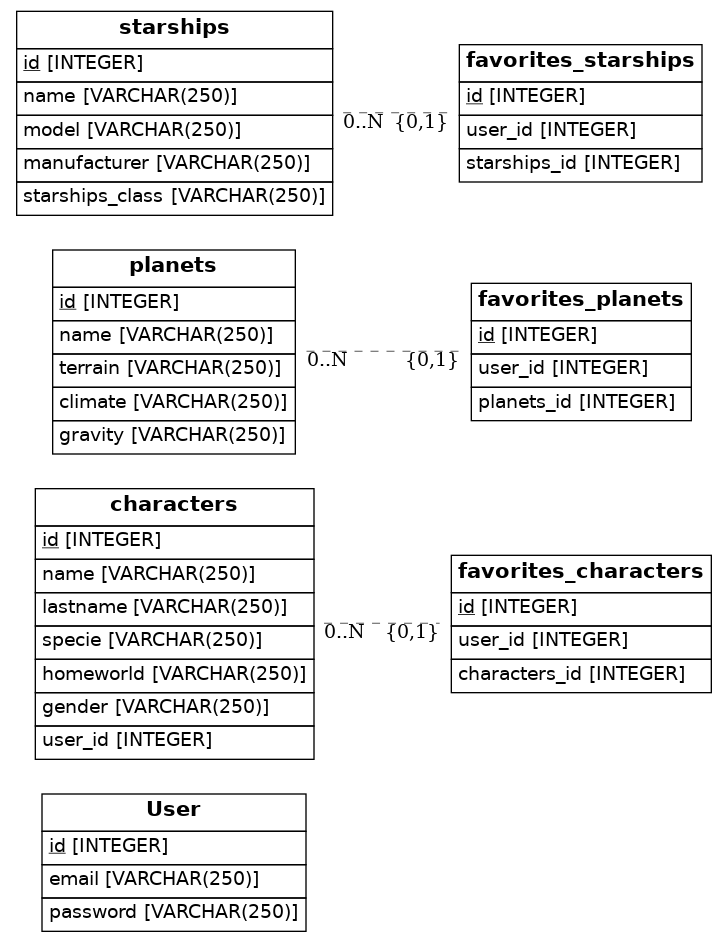 starships
id [INTEGER]
name [VARCHAR(250)]
model [VARCHAR(250)]
manufacturer [VARCHAR(250)]
starships_class [VARCHAR(250)]
0..N {0,1}
favorites_starships
id [INTEGER]
user_id [INTEGER]
starships_id [INTEGER]
planets
id [INTEGER]
name [VARCHAR(250)]
terrain [VARCHAR(250)]
climate [VARCHAR(250)]
gravity [VARCHAR(250)]
0..N {0,1}
favorites_planets
id [INTEGER]
user_id [INTEGER]
planets_id [INTEGER]
characters
id [INTEGER]
name [VARCHAR(250)]
lastname [VARCHAR(250)]
specie [VARCHAR(250)]
homeworld [VARCHAR(250)]
gender [VARCHAR(250)]
user_id [INTEGER]
0..N {0,1}
favorites_characters
id [INTEGER]
user_id [INTEGER]
characters_id [INTEGER]
User
id [INTEGER]
email [VARCHAR(250)]
password [VARCHAR(250)]